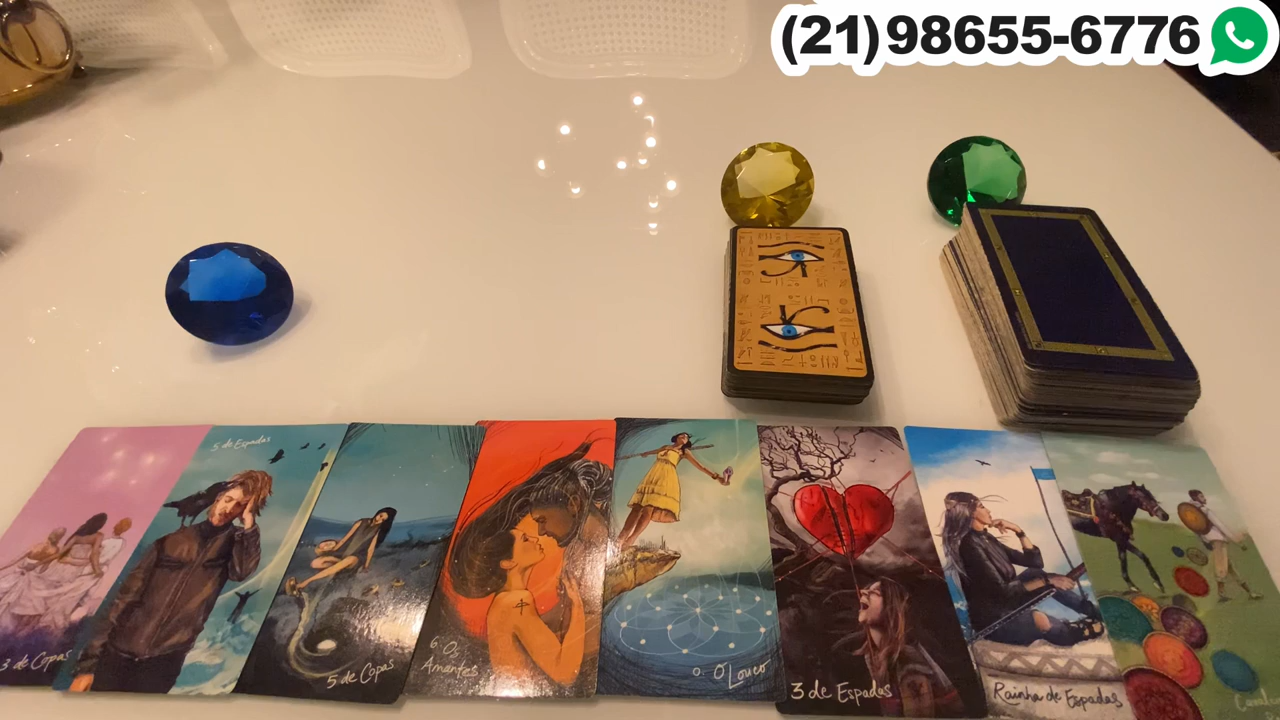 (21)98655-6776
3 de Copas
5 de Espadas
5 de Copas
6 Os
Amantes
0. O Louco
3 de Espadas
Rainha de Espadas